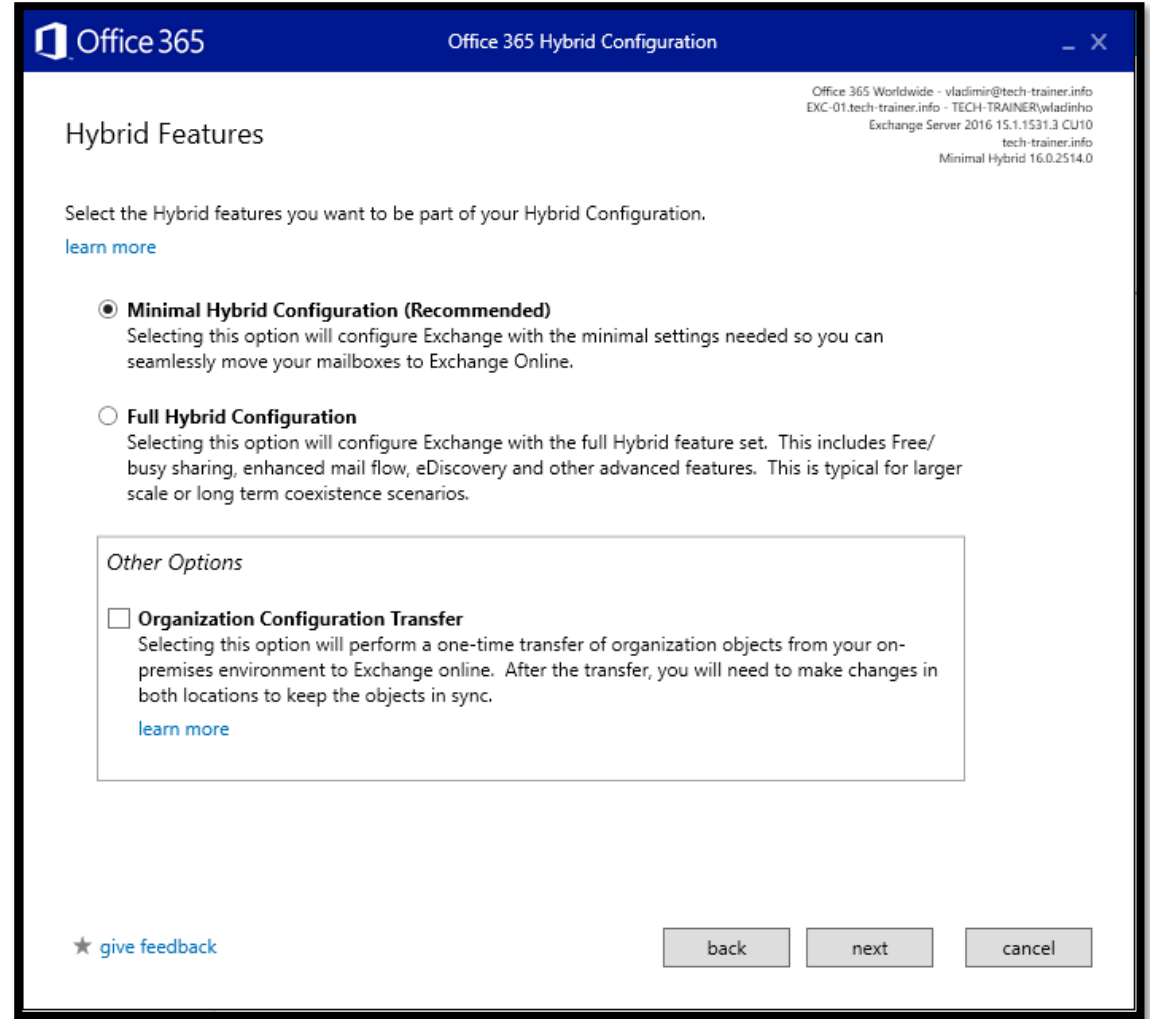 Office 365
Office 365 Hybrid Configuration
Office 365 Worldwide - vladimir@tech-trainer.info
EXC-01.tech-trainer.info - TECH-TRAINER\wladinho
Exchange Server 2016 15.1.1531.3 CU10
tech-trainer.info
Minimal Hybrid 16.0.2514.0
Hybrid Features
Select the Hybrid features you want to be part of your Hybrid Configuration.
learn more
Minimal Hybrid Configuration (Recommended)
Selecting this option will configure Exchange with the minimal settings needed so you can
seamlessly move your mailboxes to Exchange Online.
Full Hybrid Configuration
Selecting this option will configure Exchange with the full Hybrid feature set. This includes Free/
busy sharing, enhanced mail flow, eDiscovery and other advanced features. This is typical for larger
scale or long term coexistence scenarios.
Other Options
Organization Configuration Transfer
Selecting this option will perform a one-time transfer of organization objects from your on-
premises environment to Exchange online. After the transfer, you will need to make changes in
both locations to keep the objects in sync.
learn more
give feedback
back
next
cancel